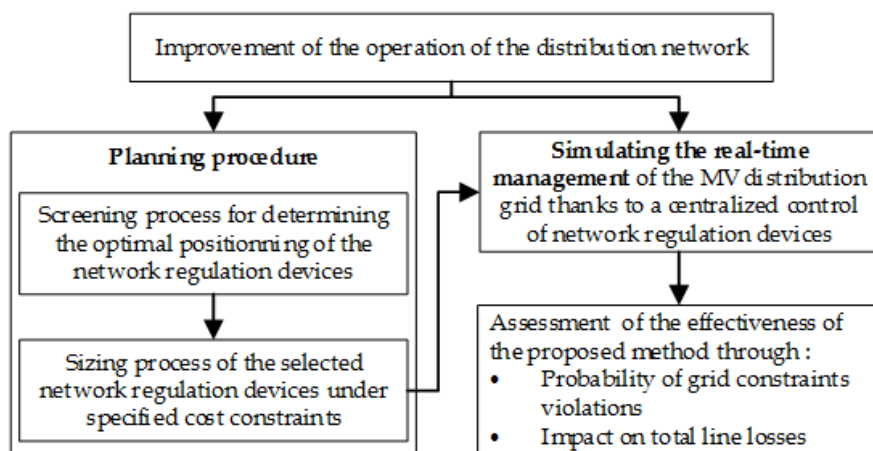 Improvement of the operation of the distribution network
Planning procedure
Screening process for determining
the optimal positionning of the
network regulation devices
Sizing process of the selected
network regulation devices under
specified cost constraints
Simulating the real-time
management of the MV distribution
grid thanks to a centralized control
of network regulation devices
Assessment of the effectiveness of
the proposed method through :
• Probability of grid constraints
violations
• Impact on total line losses